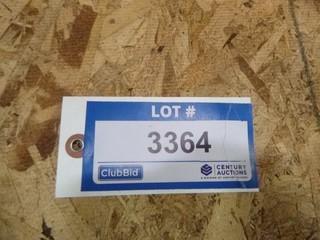 LOT #
3364
ClubBid
CENTURY
AUCTIONS